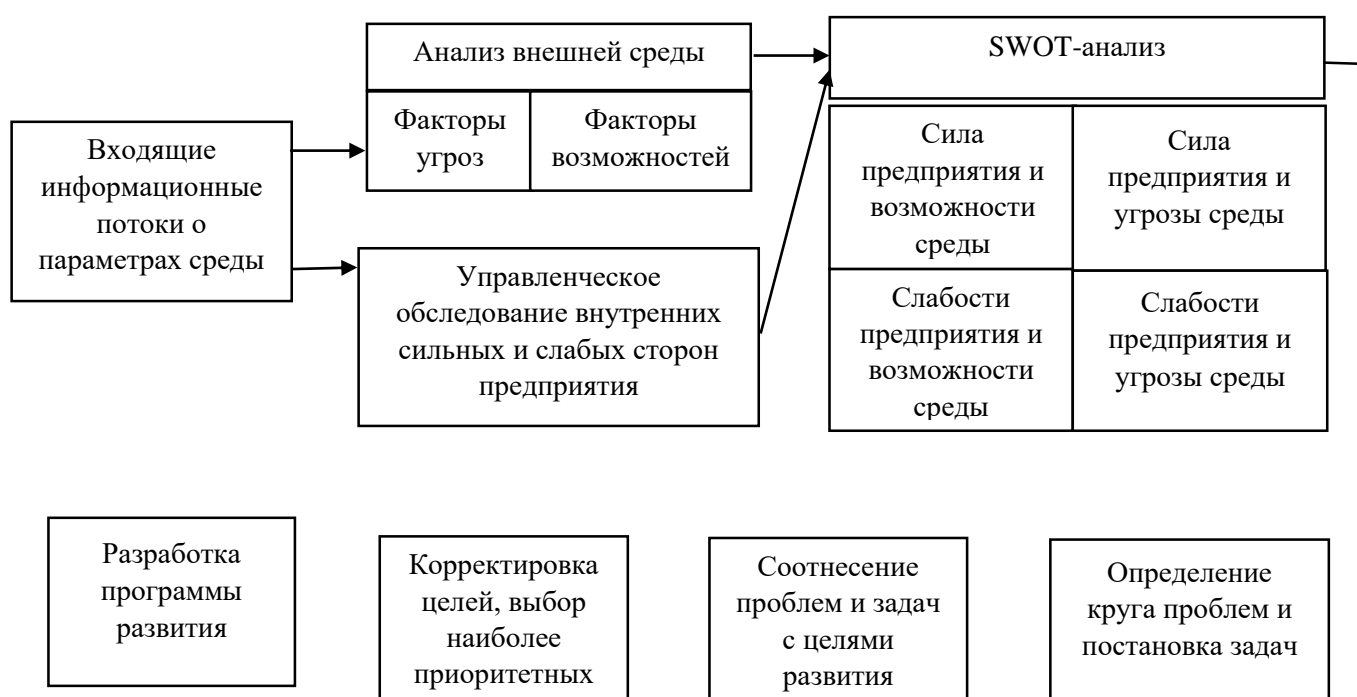 Входящие
информационные
потоки о
параметрах среды
Анализ внешней среды
Факторы
угроз
Факторы
возможностей
Управленческое
обследование внутренних
сильных и слабых сторон
предприятия
SWOT-анализ
Сила
предприятия и
возможности
среды
Сила
предприятия и
угрозы среды
Слабости
предприятия и
возможности
среды
Слабости
предприятия и
угрозы среды
Разработка
программы
развития
Корректировка
целей, выбор
наиболее
приоритетных
Соотнесение
проблем и задач
с целями
развития
Определение
круга проблем и
постановка задач